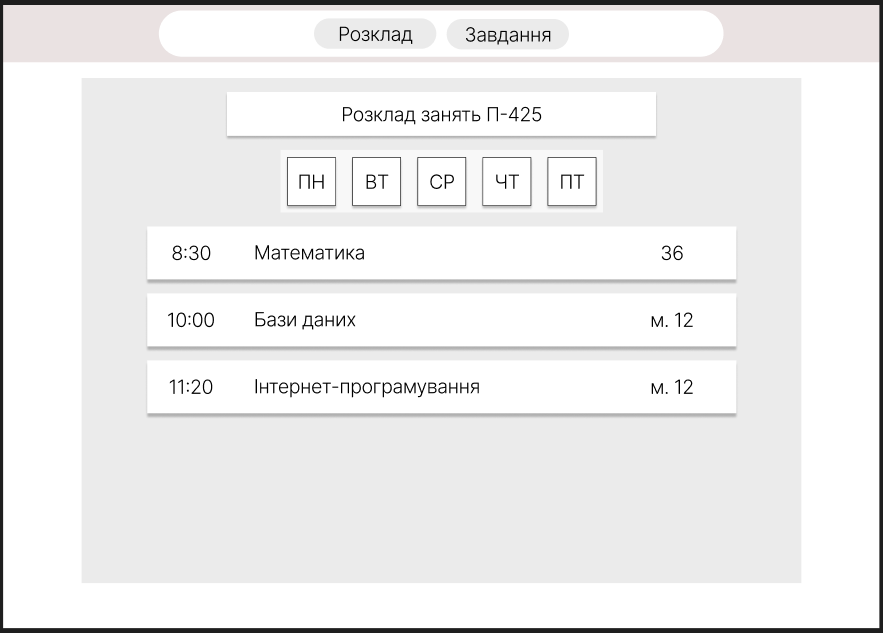 Розклад Завдання
Розклад занять П-425
ПН ВТ СР ЧТ ПТ
8:30 Математика 36
10:00 Бази даних м. 12
11:20 Інтернет-програмування м. 12